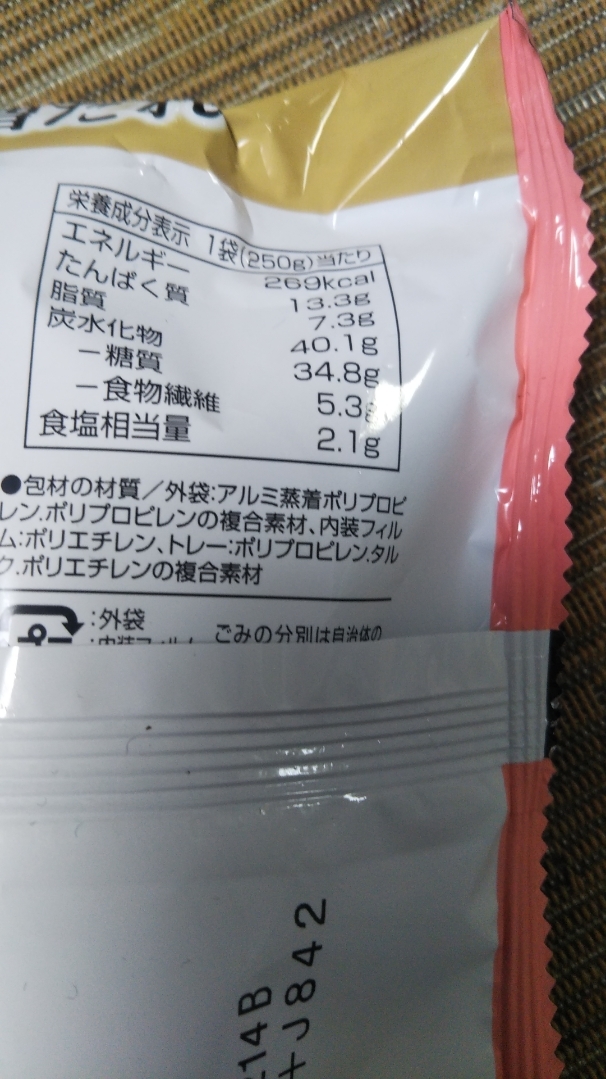 栄養成分表示 1袋(250g)当たり
エネルギー 269kcal
たんぱく質 13.3g
脂質 7.3g
炭水化物 40.1g
－糖質 34.8g
－食物繊維 5.3g
食塩相当量 2.1g
●包材の材質／外袋:アルミ蒸着ポリプロピ
レン.ポリプロピレンの複合素材、内装フィル
ム:ポリエチレン、トレー:ポリプロピレン.タル
ク.ポリエチレンの複合素材
:外袋
:内装フィルム ごみの分別は自治体の
14B
+J842